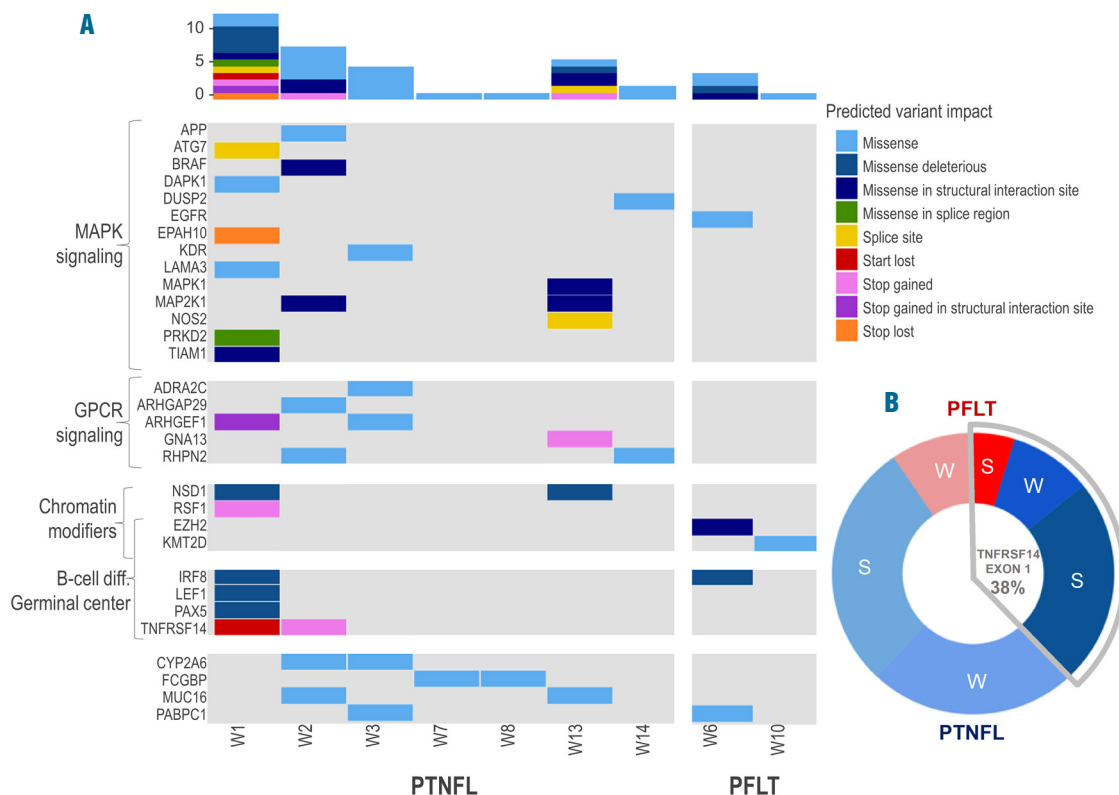 A
10
5
0
Predicted variant impact
Missense
Missense deleterious
Missense in structural interaction site
Missense in splice region
Splice site
Start lost
Stop gained
Stop gained in structural interaction site
Stop lost
MAPK
signaling
APP
ATG7
BRAF
DAPK1
DUSP2
EGFR
EPAH10
KDR
LAMA3
MAPK1
MAP2K1
NOS2
PRKD2
TIAM1
GPCR
signaling
ADRA2C
ARHGAP29
ARHGEF1
GNA13
RHPN2
Chromatin
modifiers
NSD1
RSF1
EZH2
KMT2D
B-cell diff.
Germinal center
IRF8
LEF1
PAX5
TNFRSF14
CYP2A6
FCGBP
MUC16
PABPC1
W1
W2
W3
W7
W8
W13
W14
W6
W10
PTNFL
PFLT
B
PFLT
W
S
W
S
S
W
TNFRSF14
EXON 1
38%
PTNFL